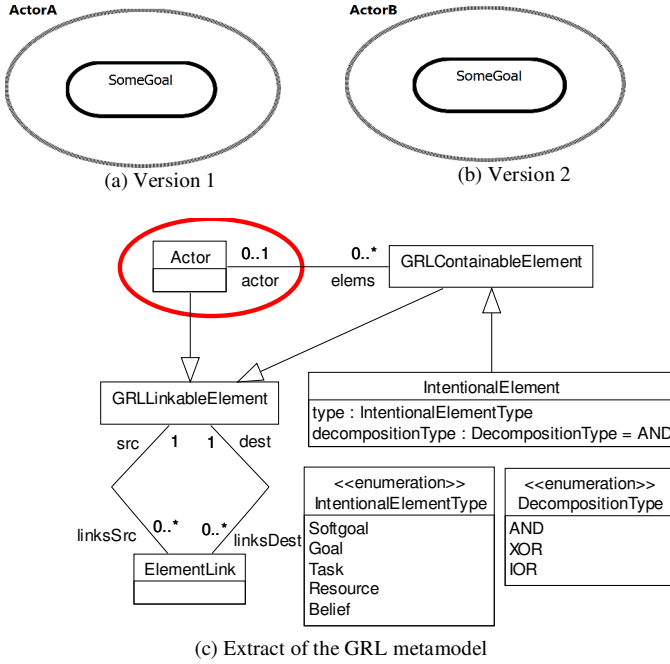 ActorA
ActorB
SomeGoal
SomeGoal
(a) Version 1
(b) Version 2
Actor
0..1
0..*
GRLContainableElement
actor
elems
GRLLinkableElement
IntentionalElement
type : IntentionalElementType
decompositionType : DecompositionType = AND
src
1
1
dest
<<enumeration>>
IntentionalElementType
Softgoal
Goal
Task
Resource
Belief
<<enumeration>>
DecompositionType
AND
XOR
IOR
linksSrc
0..*
0..*
linksDest
ElementLink
(c) Extract of the GRL metamodel